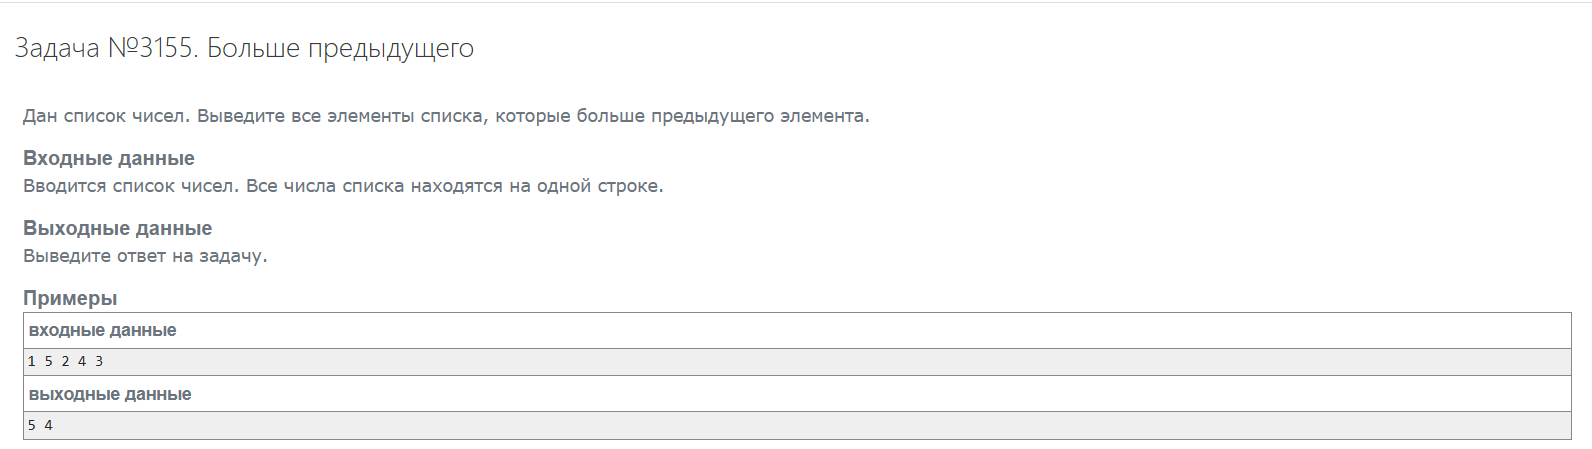 Задача №3155. Больше предыдущего
Дан список чисел. Выведите все элементы списка, которые больше предыдущего элемента.
Входные данные
Вводится список чисел. Все числа списка находятся на одной строке.
Выходные данные
Выведите ответ на задачу.
Примеры
входные данные
1 5 2 4 3
выходные данные
5 4